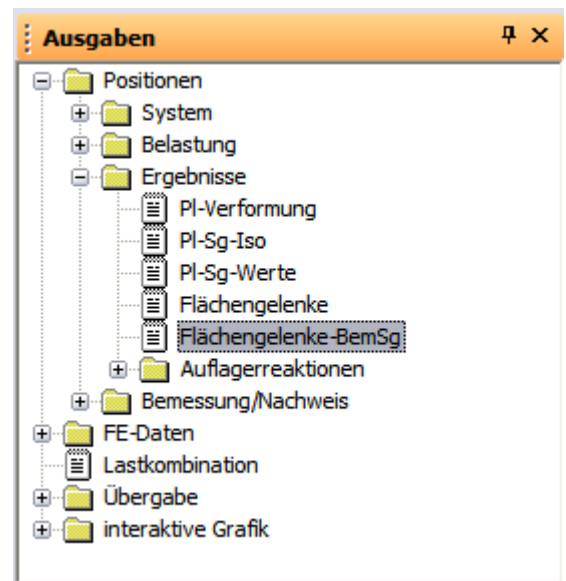 Ausgaben
Positionen
System
Belastung
Ergebnisse
Pl-Verformung
Pl-Sg-Iso
Pl-Sg-Werte
Flächengelenke
Flächengelenke-BemSg
Auflagerreaktionen
Bemessung/Nachweis
FE-Daten
Lastkombination
Übergabe
interaktive Grafik